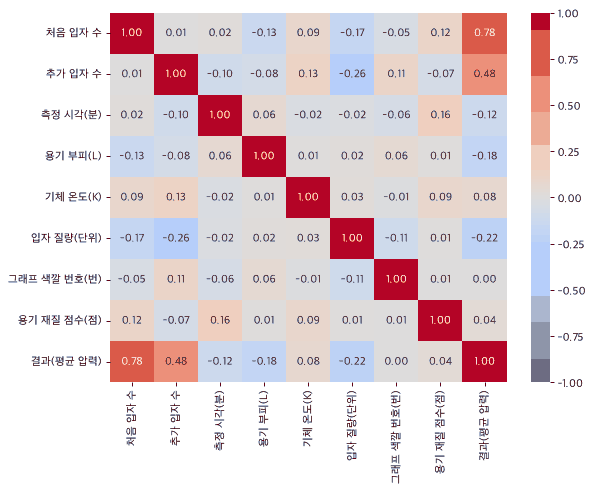 처음 입자 수 1.00 0.01 0.02 -0.13 0.09 -0.17 -0.05 0.12 0.78
추가 입자 수 0.01 1.00 -0.10 -0.08 0.13 -0.26 0.11 -0.07 0.48
측정 시각(분) 0.02 -0.10 1.00 0.06 -0.02 -0.02 -0.06 0.16 -0.12
용기 부피(L) -0.13 -0.08 0.06 1.00 0.01 0.02 0.06 0.01 -0.18
기체 온도(K) 0.09 0.13 -0.02 0.01 1.00 0.03 -0.01 0.09 0.08
입자 질량(단위) -0.17 -0.26 -0.02 0.02 0.03 1.00 -0.11 0.01 -0.22
그래프 색깔 번호(번) -0.05 0.11 -0.06 0.06 -0.01 -0.11 1.00 0.01 0.00
용기 재질 점수(점) 0.12 -0.07 0.16 0.01 0.09 0.01 0.01 1.00 0.04
결과(평균 압력) 0.78 0.48 -0.12 -0.18 0.08 -0.22 0.00 0.04 1.00
처음 입자 수
추가 입자 수
측정 시각(분)
용기 부피(L)
기체 온도(K)
입자 질량(단위)
그래프 색깔 번호(번)
용기 재질 점수(점)
결과(평균 압력)
1.00
0.75
0.50
0.25
0.00
-0.25
-0.50
-0.75
-1.00